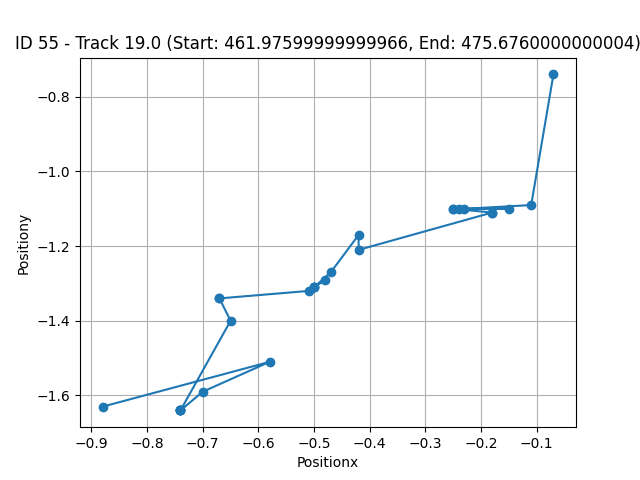 ID 55 - Track 19.0 (Start: 461.97599999999966, End: 475.6760000000004)
−0.8
−1.0
−1.2
−1.4
−1.6
Positiony
−0.9 −0.8 −0.7 −0.6 −0.5 −0.4 −0.3 −0.2 −0.1
Positionx